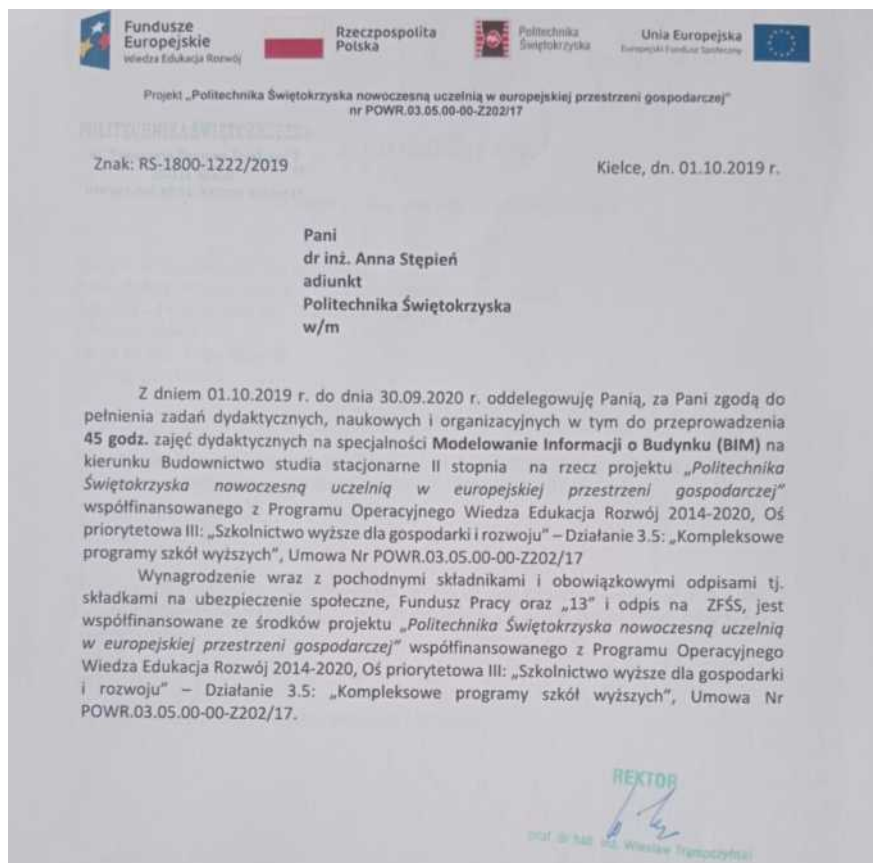 Fundusze
Europejskie
Wiedza Edukacja Rozwój
Rzeczpospolita
Polska
Politechnika
Świętokrzyska
Unia Europejska
Europejski Fundusz Społeczny
Projekt „Politechnika Świętokrzyska nowoczesną uczelnią w europejskiej przestrzeni gospodarczej”
nr POWR.03.05.00-00-Z202/17
Znak: RS-1800-1222/2019
Kielce, dn. 01.10.2019 r.
Pani
dr inż. Anna Stępień
adiunkt
Politechnika Świętokrzyska
w/m
Z dniem 01.10.2019 r. do dnia 30.09.2020 r. oddelegowuję Panią, za Pani zgodą do
pełnienia zadań dydaktycznych, naukowych i organizacyjnych w tym do przeprowadzenia
45 godz. zajęć dydaktycznych na specjalności Modelowanie Informacji o Budynku (BIM) na
kierunku Budownictwo studia stacjonarne II stopnia na rzecz projektu „Politechnika
Świętokrzyska nowoczesną uczelnią w europejskiej przestrzeni gospodarczej”
współfinansowanego z Programu Operacyjnego Wiedza Edukacja Rozwój 2014-2020, Oś
priorytetowa III: „Szkolnictwo wyższe dla gospodarki i rozwoju” – Działanie 3.5: „Kompleksowe
programy szkół wyższych”, Umowa Nr POWR.03.05.00-00-Z202/17
Wynagrodzenie wraz z pochodnymi składnikami i obowiązkowymi odpisami tj.
składkami na ubezpieczenie społeczne, Fundusz Pracy oraz „13” i odpis na ZFŚS, jest
współfinansowane ze środków projektu „Politechnika Świętokrzyska nowoczesną uczelnią
w europejskiej przestrzeni gospodarczej” współfinansowanego z Programu Operacyjnego
Wiedza Edukacja Rozwój 2014-2020, Oś priorytetowa III: „Szkolnictwo wyższe dla gospodarki
i rozwoju” – Działanie 3.5: „Kompleksowe programy szkół wyższych”, Umowa Nr
POWR.03.05.00-00-Z202/17.
REKTOR
prof. dr hab. inż. Wiesław Trąmpczyński